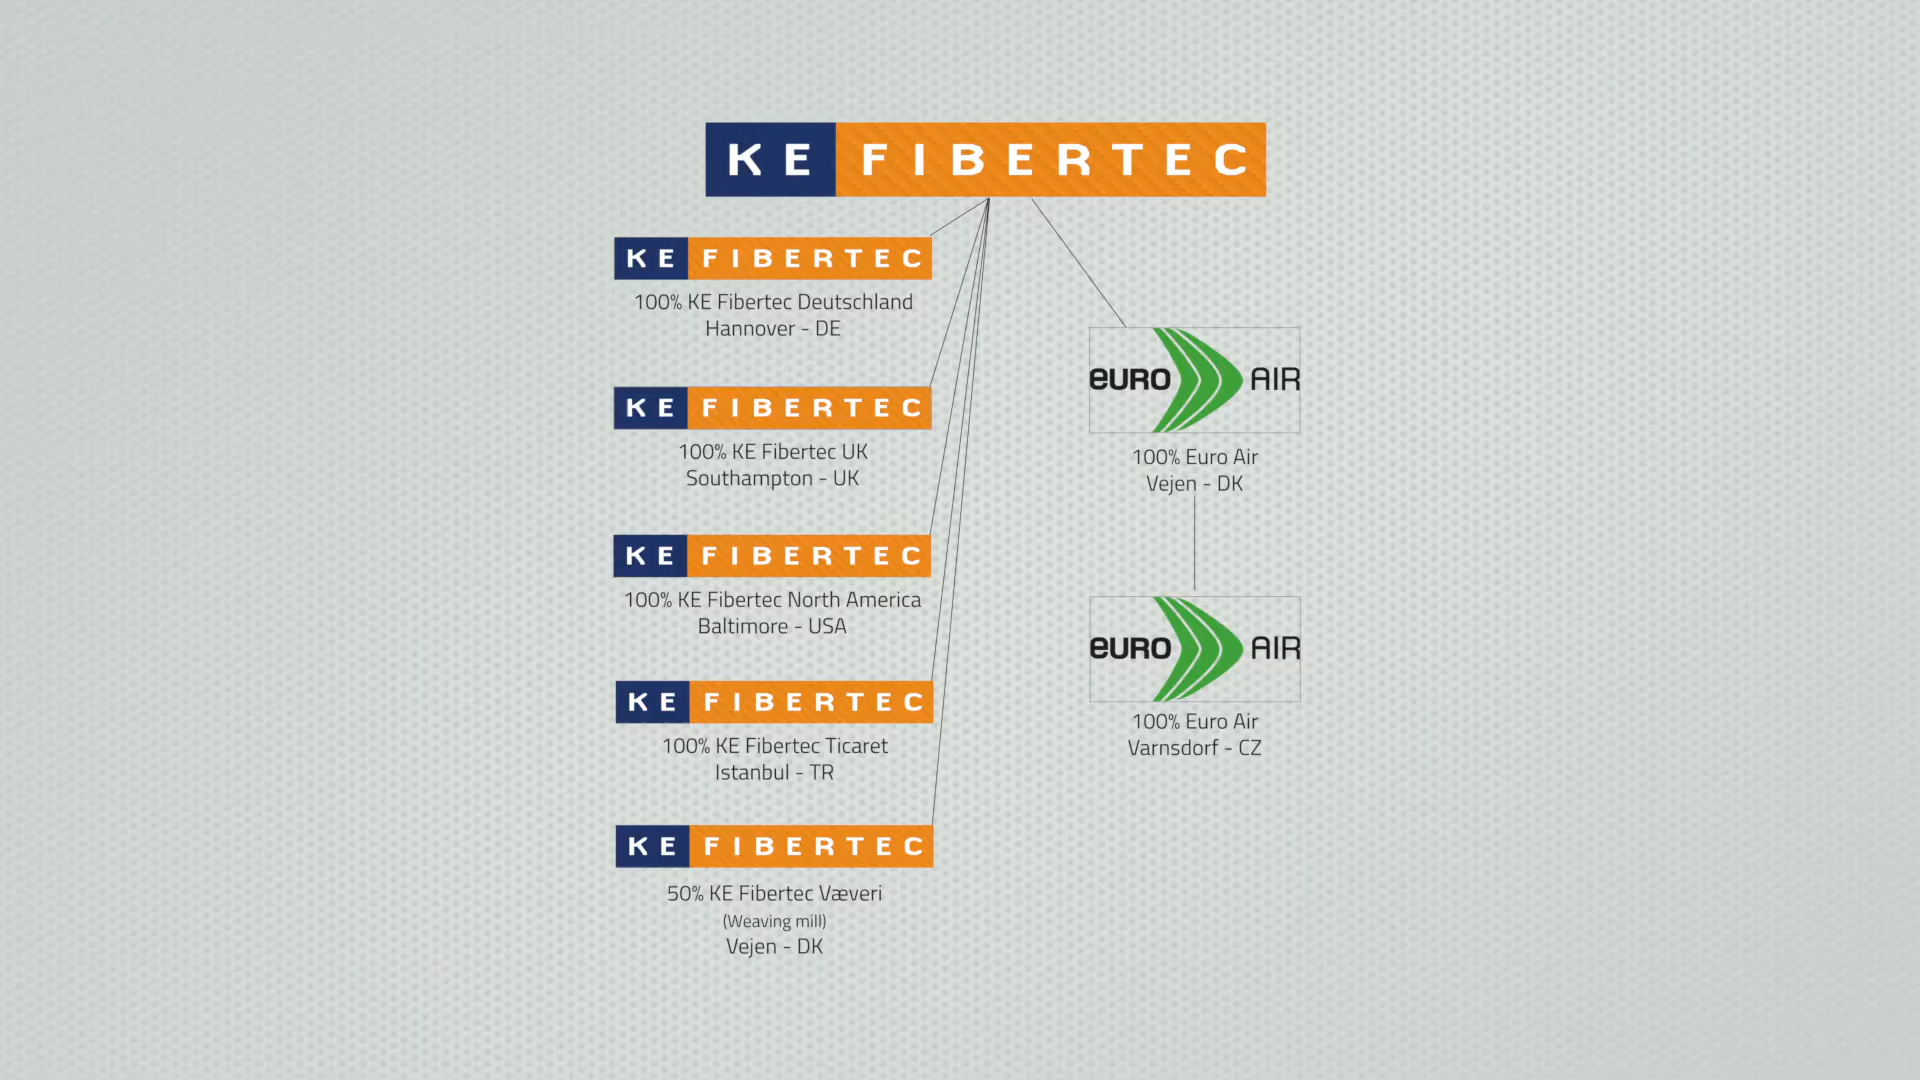 KE FIBERTEC
KE FIBERTEC
100% KE Fibertec Deutschland
Hannover - DE
KE FIBERTEC
100% KE Fibertec UK
Southampton - UK
KE FIBERTEC
100% KE Fibertec North America
Baltimore - USA
KE FIBERTEC
100% KE Fibertec Ticaret
Istanbul - TR
KE FIBERTEC
50% KE Fibertec Væveri
(Weaving mill)
Vejen - DK
euro AIR
100% Euro Air
Vejen - DK
euro AIR
100% Euro Air
Varnsdorf - CZ